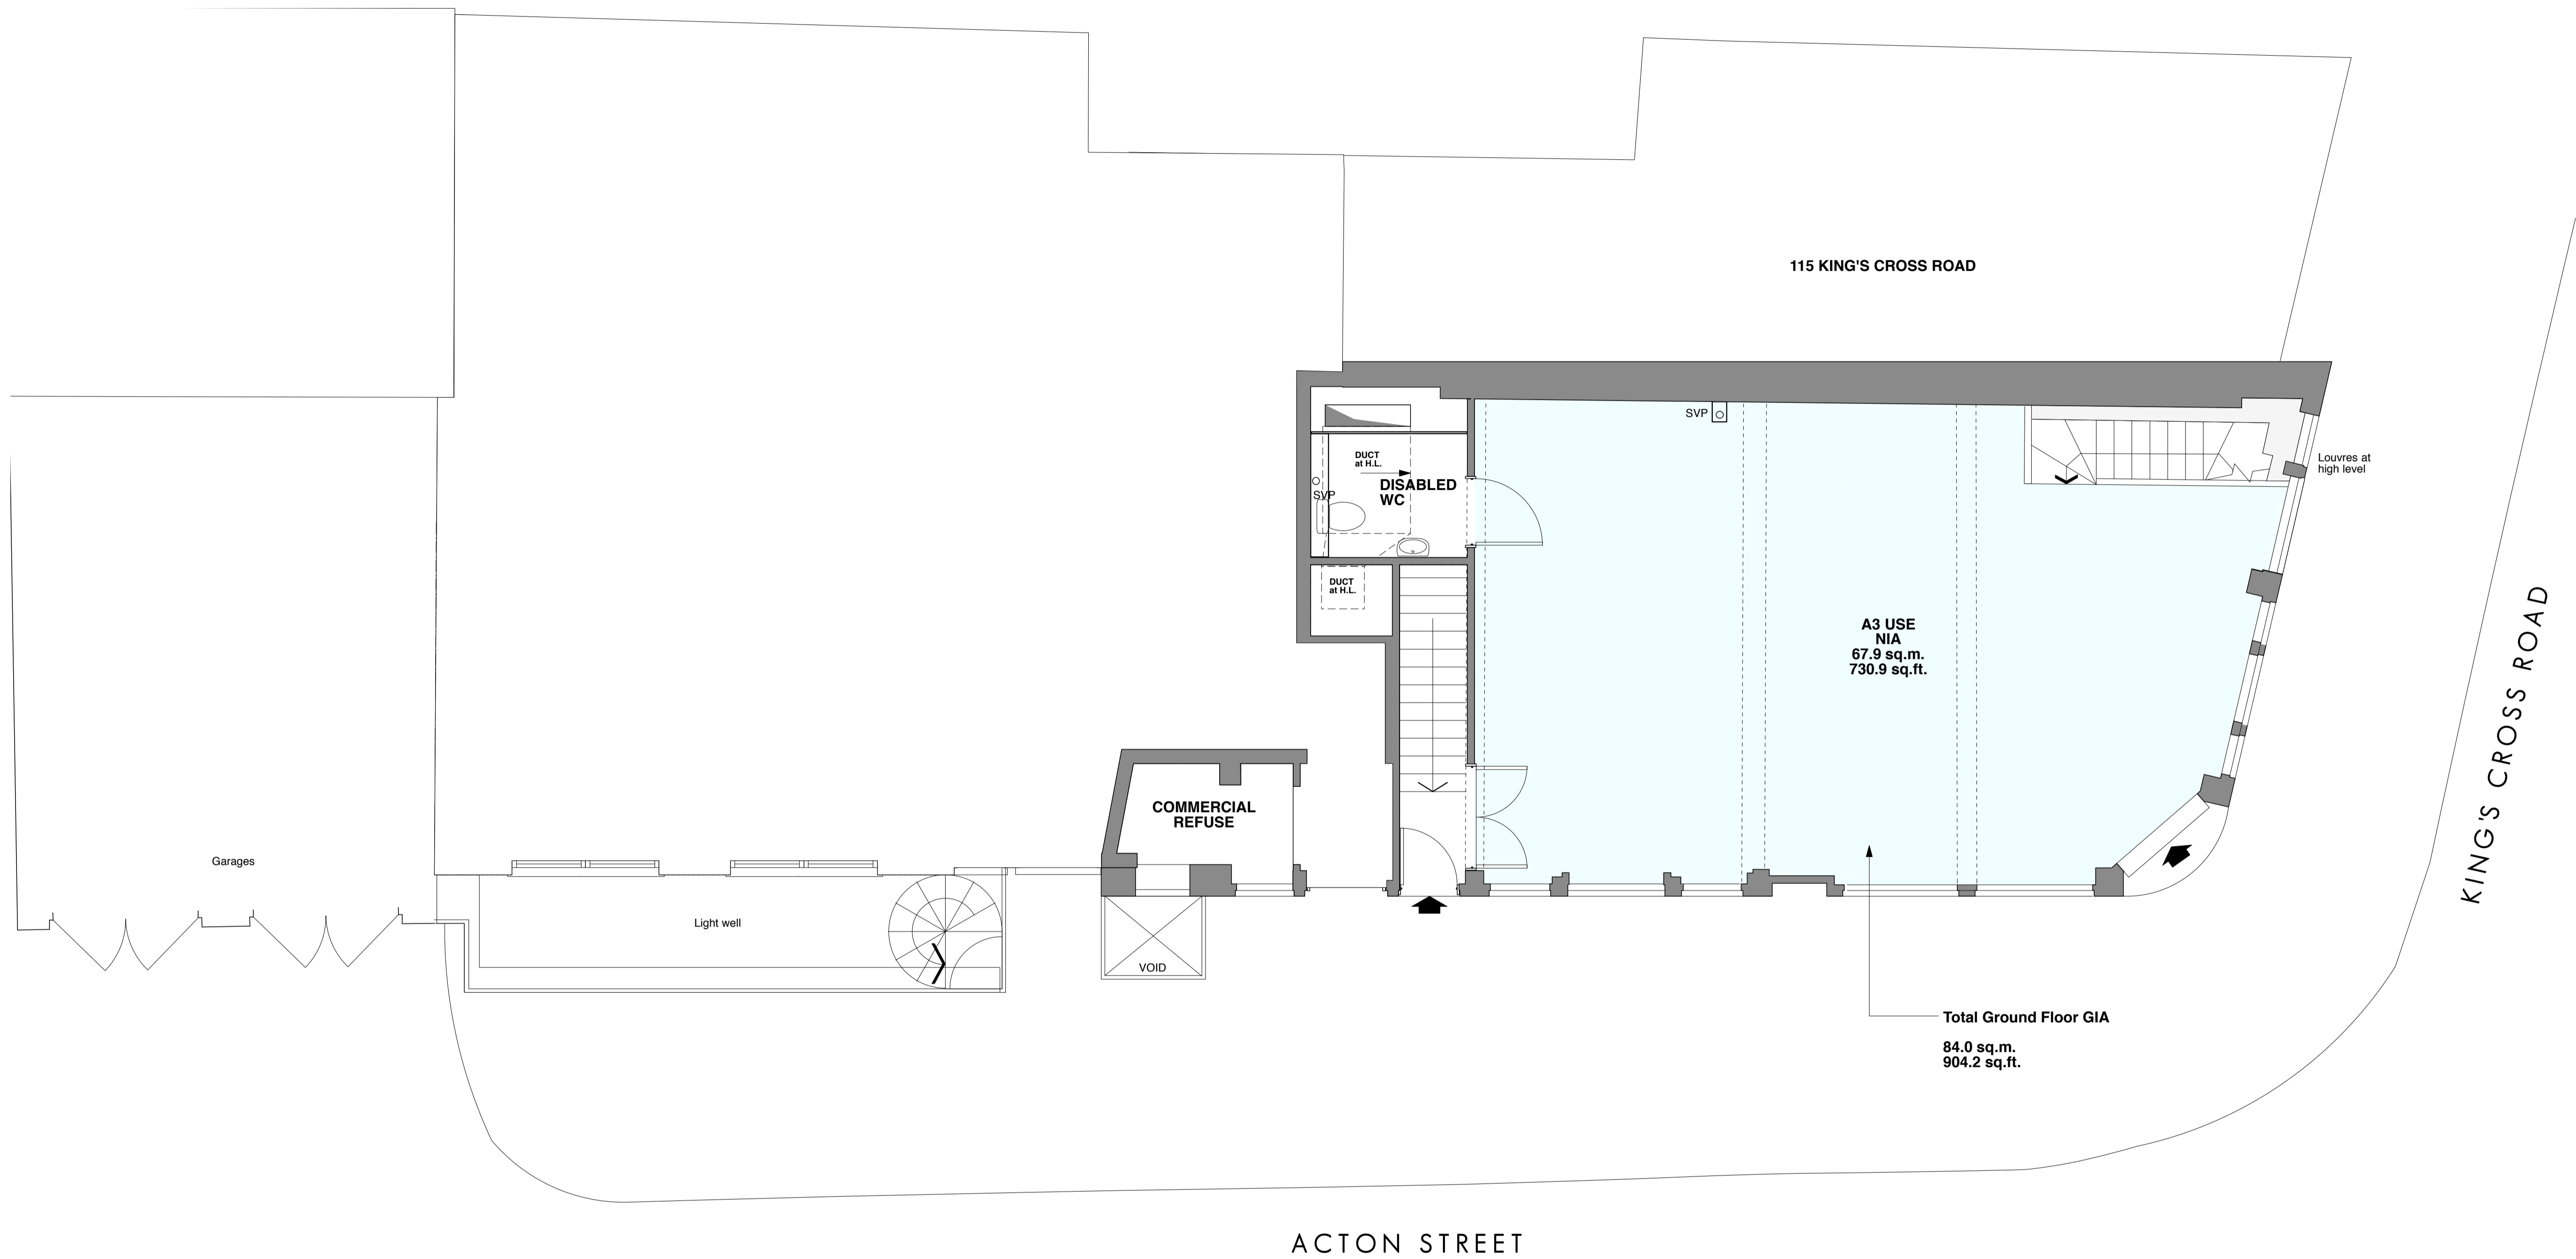 115 KING'S CROSS ROAD
SVP
DUCT
at H.L.
DISABLED
WC
SVP
Louvres at
high level
DUCT
at H.L.
A3 USE
NIA
67.9 sq.m.
730.9 sq.ft.
KING'S CROSS ROAD
COMMERCIAL
REFUSE
Garages
Light well
VOID
Total Ground Floor GIA
84.0 sq.m.
904.2 sq.ft.
ACTON STREET